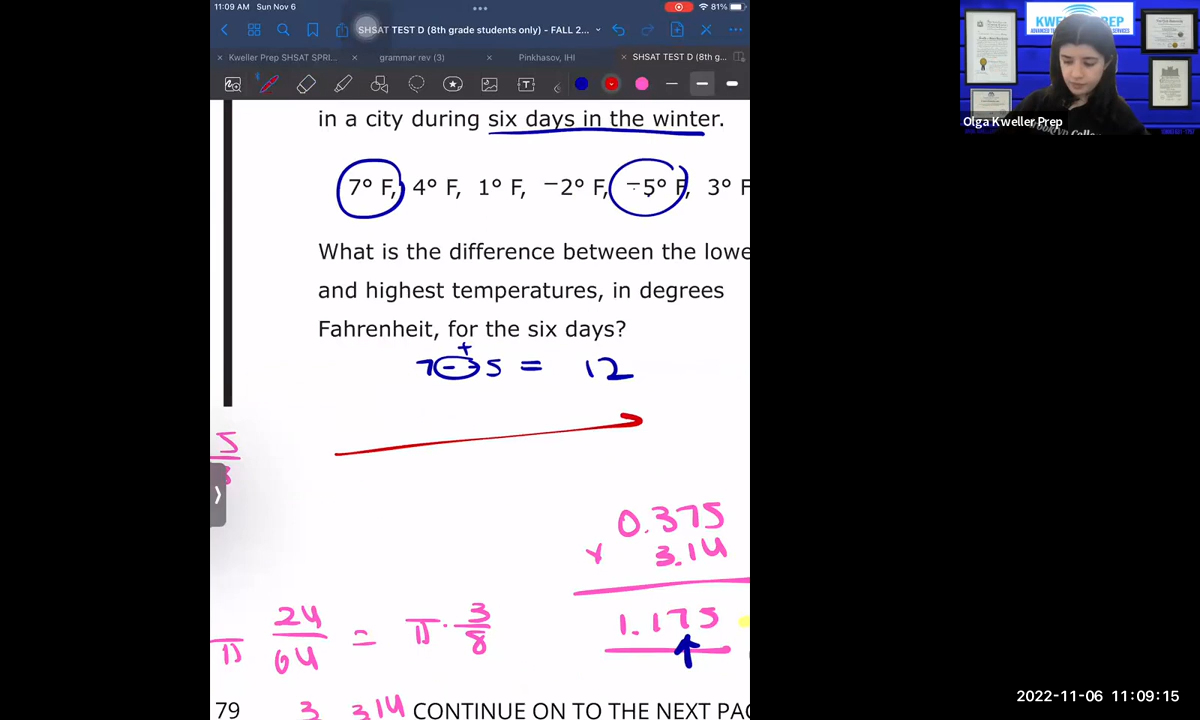 11:09 AM Sun Nov 6
81%
SHSAT TEST D (8th grade students only) - FALL 2...
Kweller Prep SHSAT SPRI...
grammar rev (3)
Pinkhasov, IHI
SHSAT TEST D (8th g...
in a city during six days in the winter.
7° F, 4° F, 1° F, −2° F, −5° F, 3° F
What is the difference between the lowe
and highest temperatures, in degrees
Fahrenheit, for the six days?
+
7 - - 5 = 12
5
0.375
x 3.14
1.175
π 24/64 = π · 3/8
79
3 314 CONTINUE ON TO THE NEXT PAG
Olga Kweller Prep
2022-11-06 11:09:15